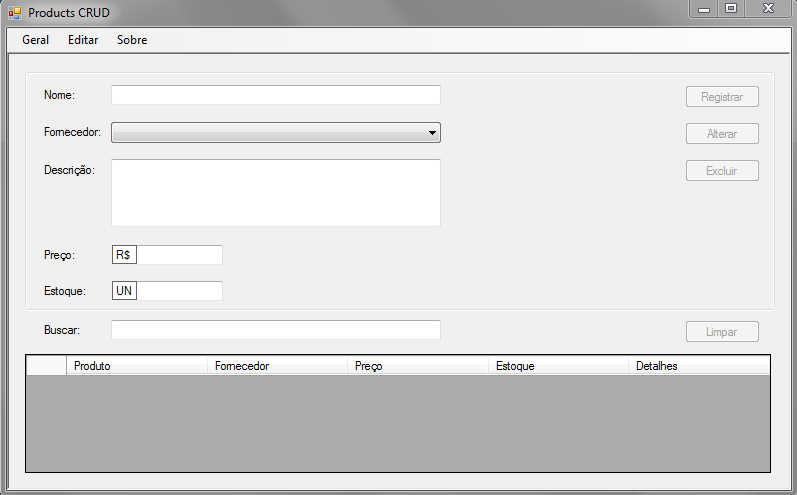 Products CRUD
Geral Editar Sobre
Nome:
Registrar
Fornecedor:
Alterar
Descrição:
Excluir
Preço: R$
Estoque: UN
Buscar:
Limpar
Produto Fornecedor Preço Estoque Detalhes